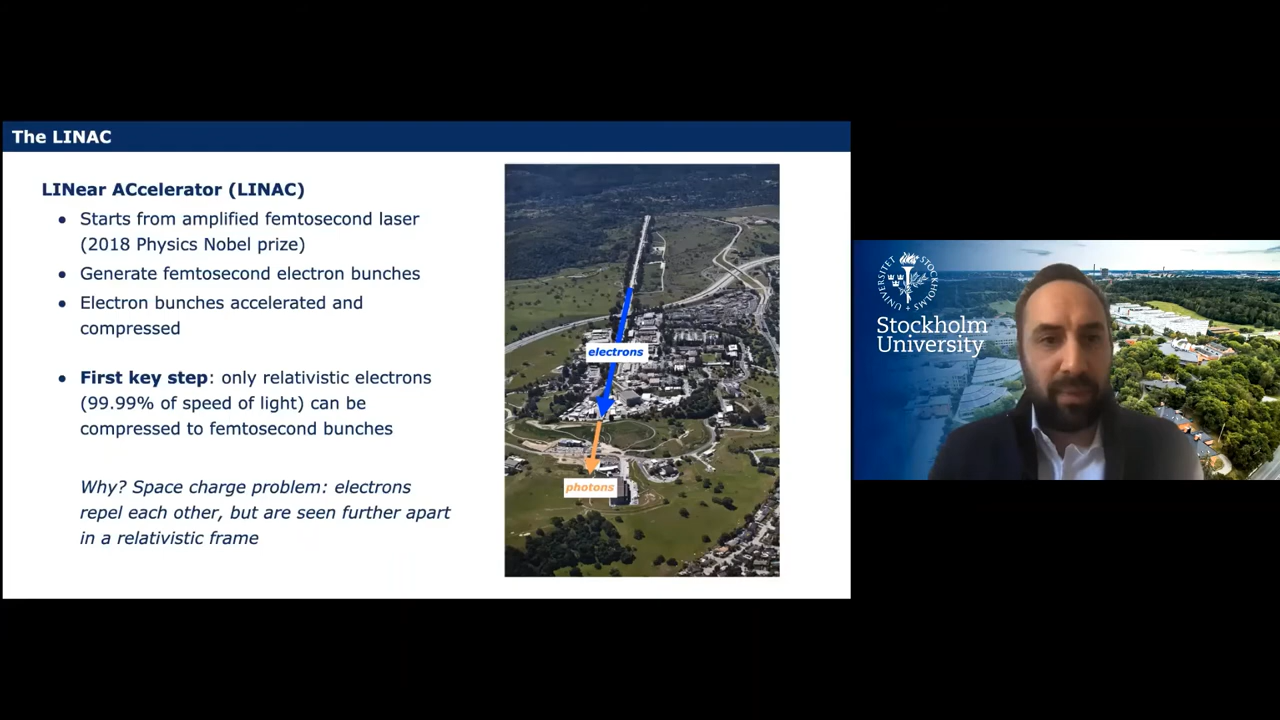 The LINAC
LINear ACcelerator (LINAC)
● Starts from amplified femtosecond laser
(2018 Physics Nobel prize)
● Generate femtosecond electron bunches
● Electron bunches accelerated and
compressed
● First key step: only relativistic electrons
(99.99% of speed of light) can be
compressed to femtosecond bunches
Why? Space charge problem: electrons
repel each other, but are seen further apart
in a relativistic frame
electrons
photons
STOCKHOLMS UNIVERSITET
Stockholm
University